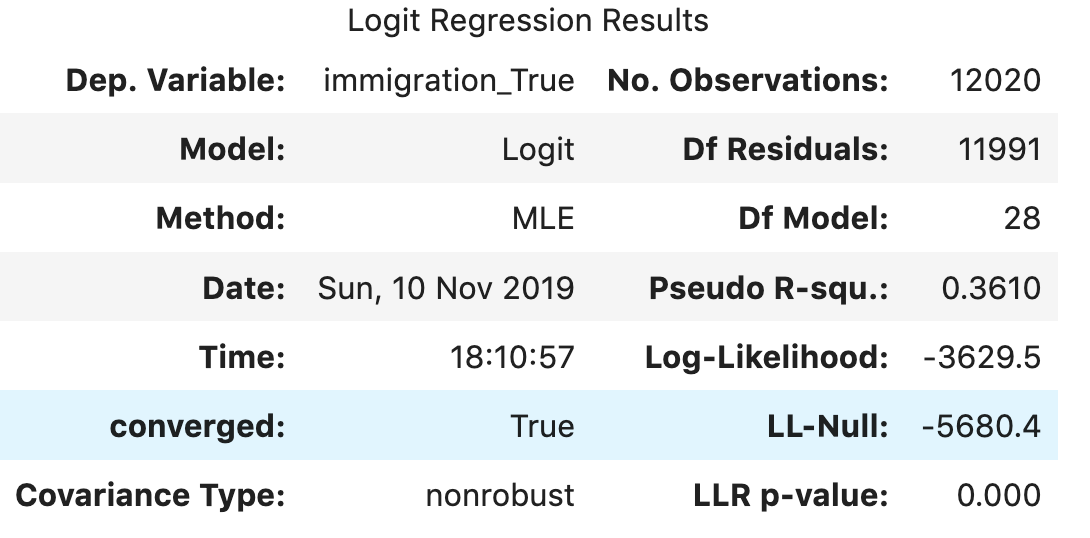 Logit Regression Results
Dep. Variable: immigration_True No. Observations: 12020
Model: Logit Df Residuals: 11991
Method: MLE Df Model: 28
Date: Sun, 10 Nov 2019 Pseudo R-squ.: 0.3610
Time: 18:10:57 Log-Likelihood: -3629.5
converged: True LL-Null: -5680.4
Covariance Type: nonrobust LLR p-value: 0.000